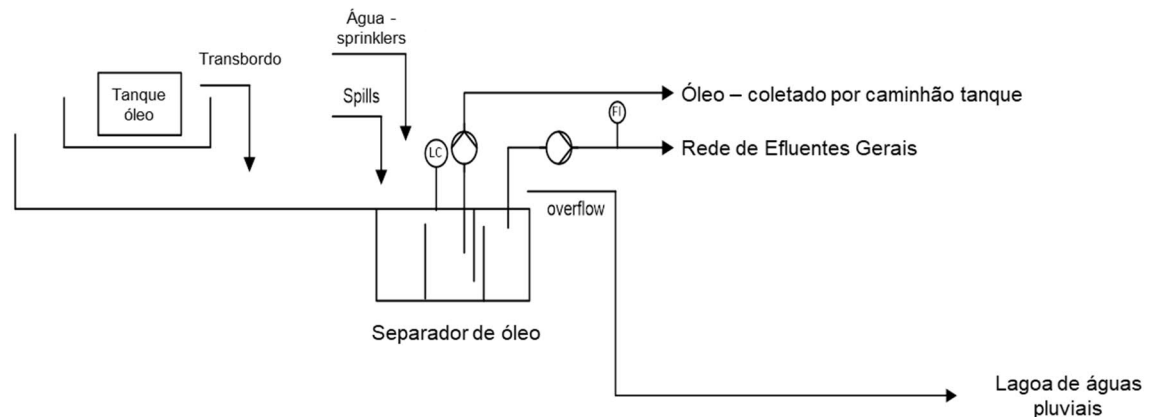 Água -
sprinklers
Transbordo
Tanque
óleo
Spills
Óleo – coletado por caminhão tanque
FI
LC
Rede de Efluentes Gerais
overflow
Separador de óleo
Lagoa de águas
pluviais